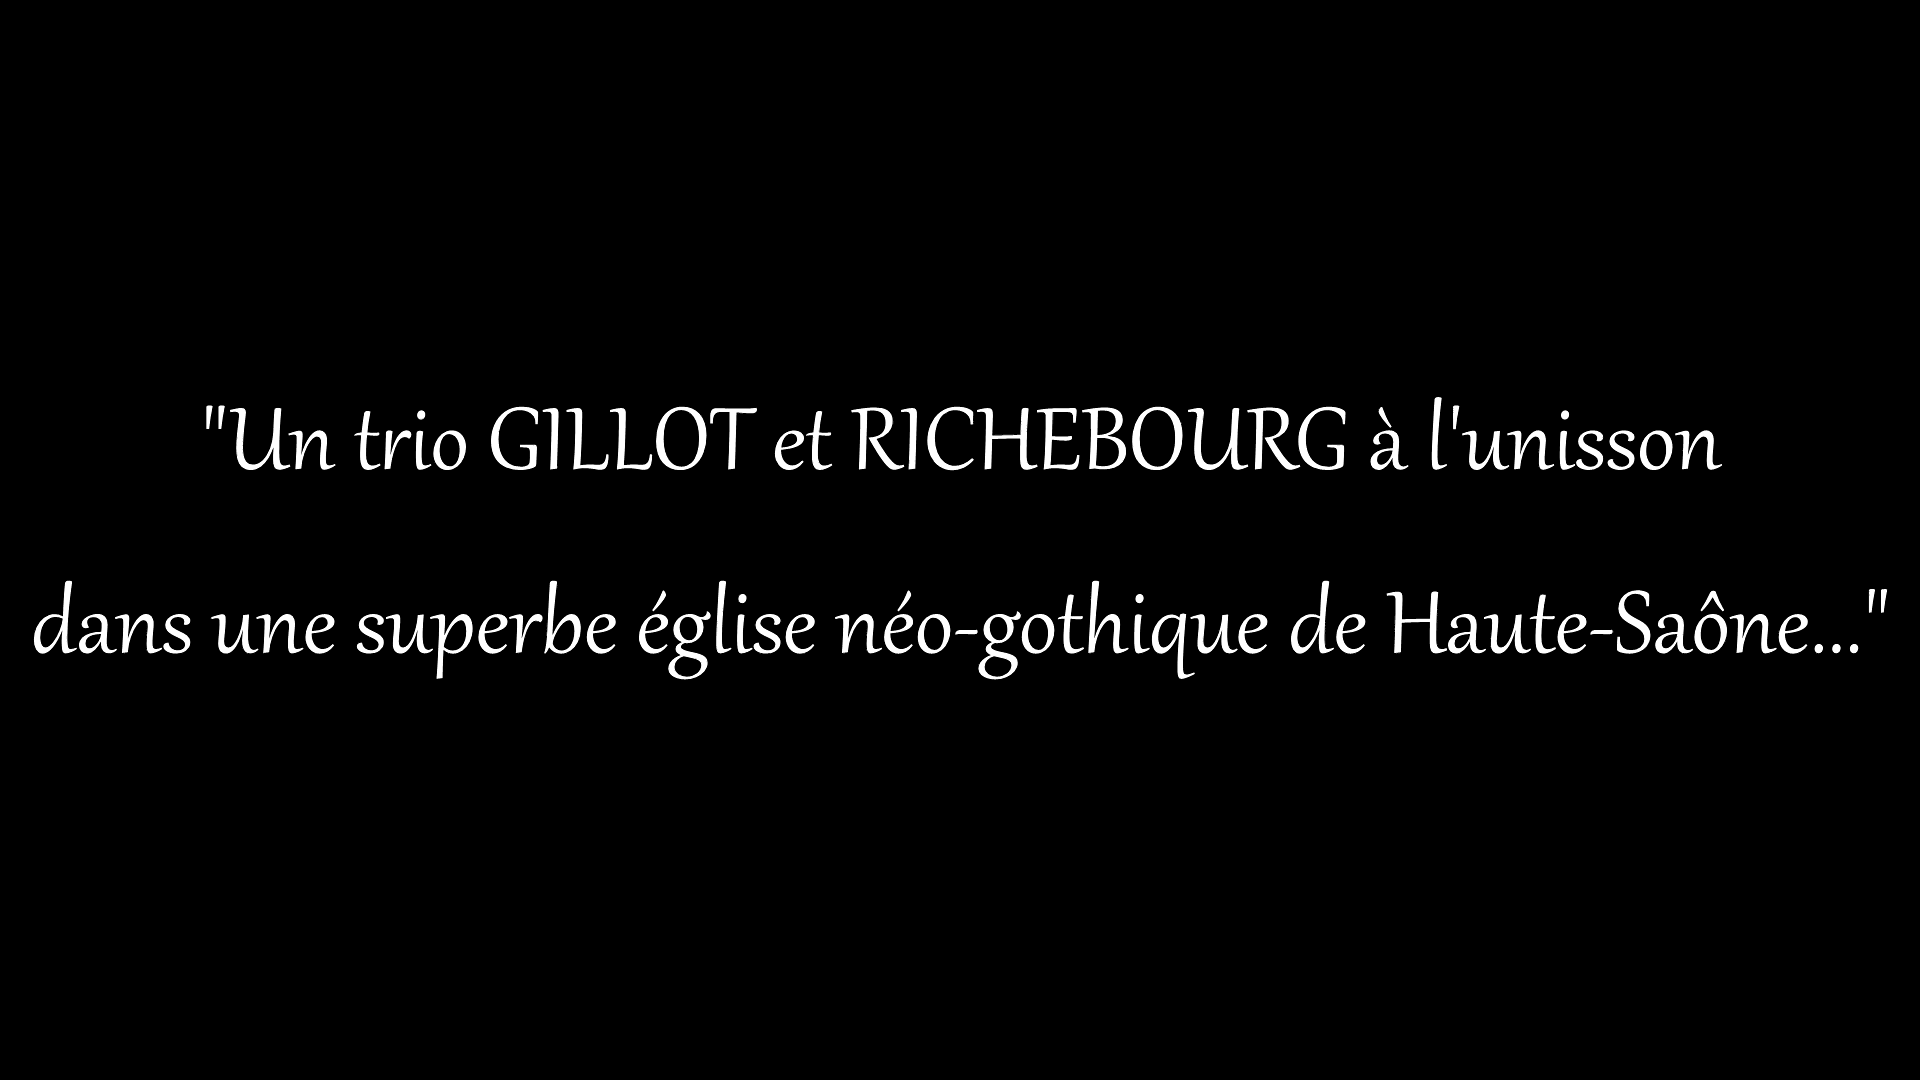 "Un trio GILLOT et RICHEBOURG à l'unisson
dans une superbe église néo-gothique de Haute-Saône..."